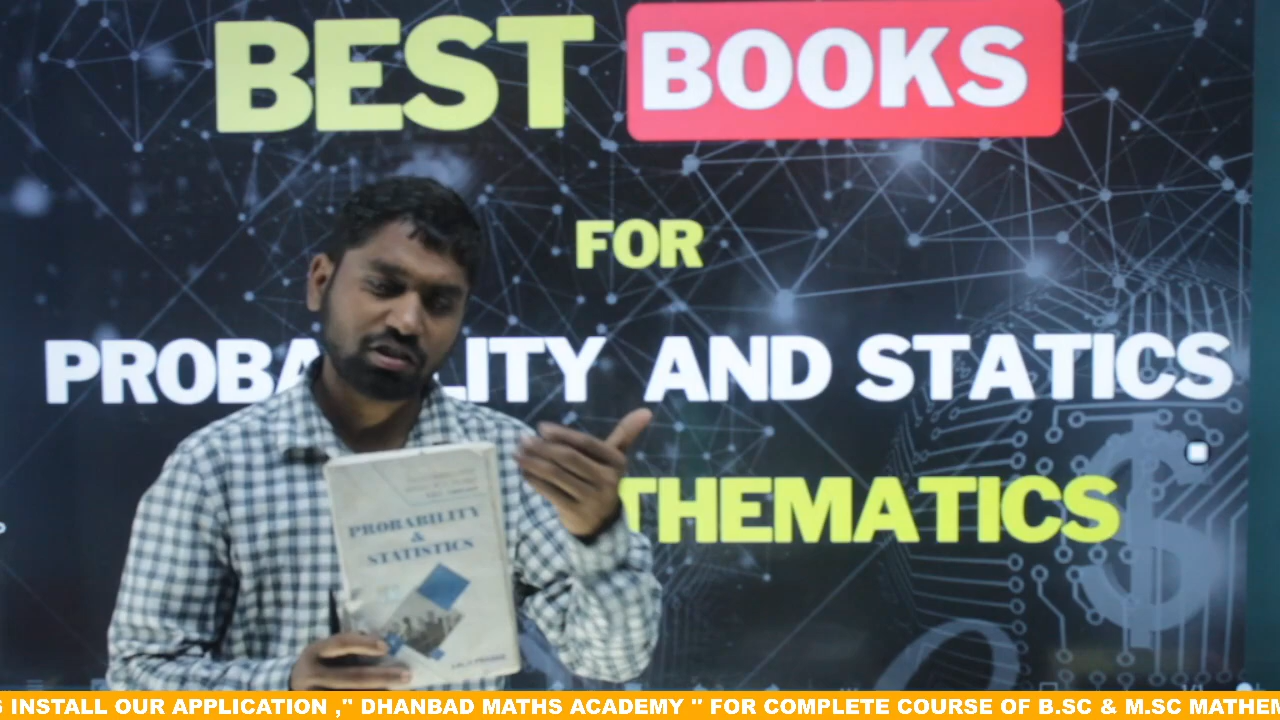 BEST BOOKS
FOR
PROBA LITY AND STATICS
THEMATICS
PROBABILITY
&
STATISTICS
S INSTALL OUR APPLICATION ," DHANBAD MATHS ACADEMY " FOR COMPLETE COURSE OF B.SC & M.SC MATHEM